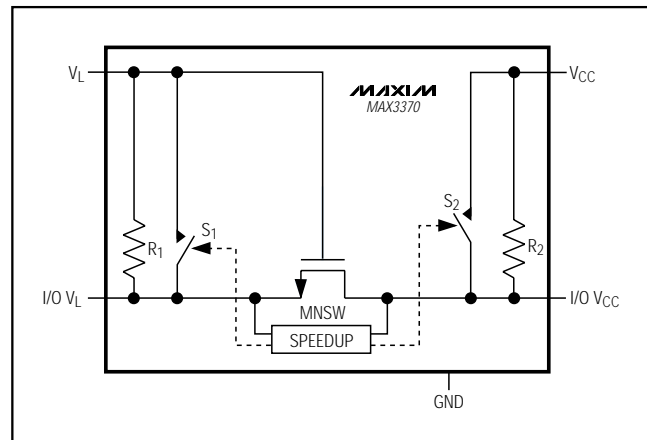 VL
VCC
MAXIM
MAX3370
S1
S2
R1
R2
I/O VL
I/O VCC
MNSW
SPEEDUP
GND